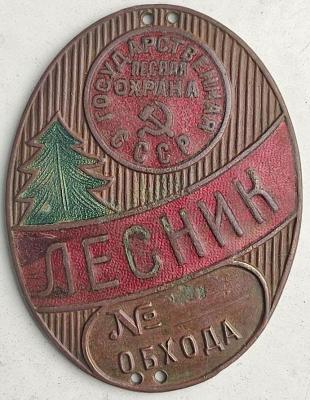 ГОСУДАРСТВЕННАЯ
ЛЕСНАЯ
ОХРАНА
СССР
ЛЕСНИК
№
ОБХОДА